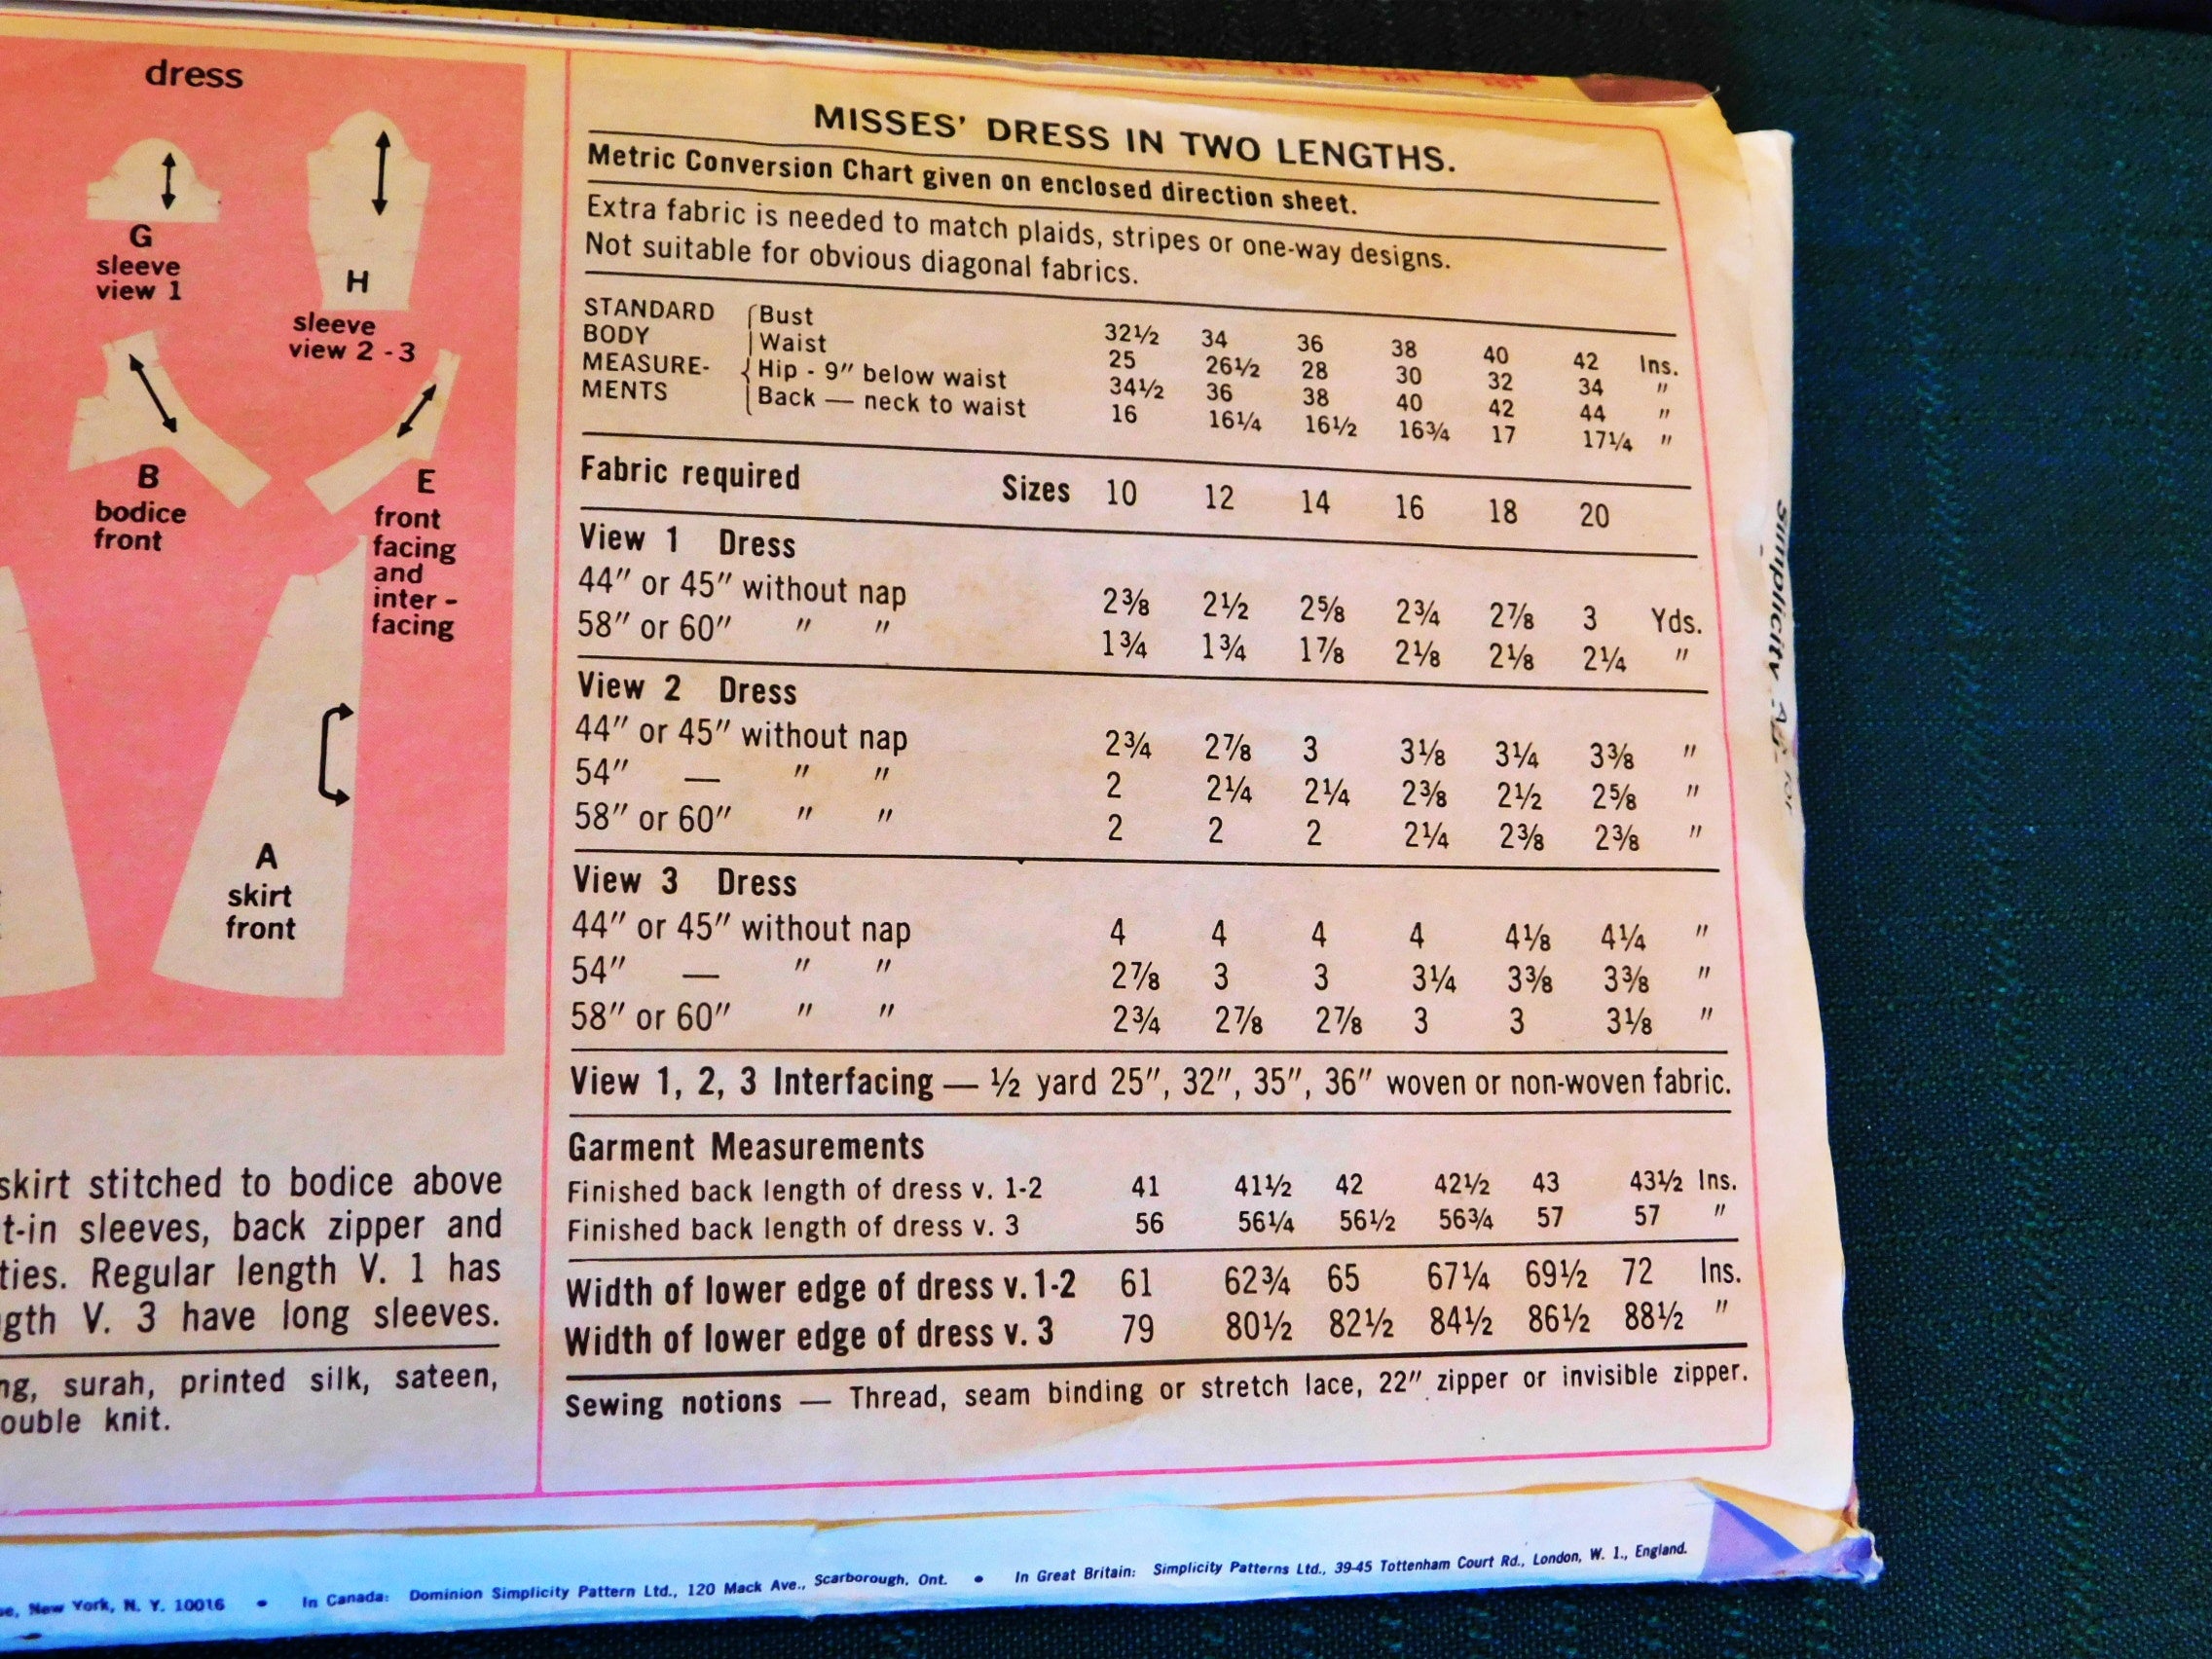 dress
G
sleeve
view 1
H
sleeve
view 2 - 3
B
bodice
front
E
front
facing
and
inter -
facing
A
skirt
front
skirt stitched to bodice above
t-in sleeves, back zipper and
ties. Regular length V. 1 has
gth V. 3 have long sleeves.
ng, surah, printed silk, sateen,
ouble knit.
MISSES' DRESS IN TWO LENGTHS.
Metric Conversion Chart given on enclosed direction sheet.
Extra fabric is needed to match plaids, stripes or one-way designs.
Not suitable for obvious diagonal fabrics.
STANDARD BODY MEASURE- MENTS
Bust 32½ 34 36 38 40 42 Ins.
Waist 25 26½ 28 30 32 34 "
Hip - 9" below waist 34½ 36 38 40 42 44 "
Back — neck to waist 16 16¼ 16½ 16¾ 17 17¼ "
Fabric required Sizes 10 12 14 16 18 20
View 1 Dress
44" or 45" without nap 2⅜ 2½ 2⅝ 2¾ 2⅞ 3 Yds.
58" or 60" " " 1¾ 1¾ 1⅞ 2⅛ 2⅛ 2¼ "
View 2 Dress
44" or 45" without nap 2¾ 2⅞ 3 3⅛ 3¼ 3⅜ "
54" — " " 2 2¼ 2¼ 2⅜ 2½ 2⅝ "
58" or 60" " " 2 2 2 2¼ 2⅜ 2⅜ "
View 3 Dress
44" or 45" without nap 4 4 4 4 4⅛ 4¼ "
54" — " " 2⅞ 3 3 3¼ 3⅜ 3⅜ "
58" or 60" " " 2¾ 2⅞ 2⅞ 3 3 3⅛ "
View 1, 2, 3 Interfacing — ½ yard 25", 32", 35", 36" woven or non-woven fabric.
Garment Measurements
Finished back length of dress v. 1-2 41 41½ 42 42½ 43 43½ Ins.
Finished back length of dress v. 3 56 56¼ 56½ 56¾ 57 57 "
Width of lower edge of dress v. 1-2 61 62¾ 65 67¼ 69½ 72 Ins.
Width of lower edge of dress v. 3 79 80½ 82½ 84½ 86½ 88½ "
Sewing notions — Thread, seam binding or stretch lace, 22" zipper or invisible zipper.
simplicity
New York, N. Y. 10016 • In Canada: Dominion Simplicity Pattern Ltd., 120 Mack Ave., Scarborough, Ont. • In Great Britain: Simplicity Patterns Ltd., 39-45 Tottenham Court Rd., London, W. 1., England.